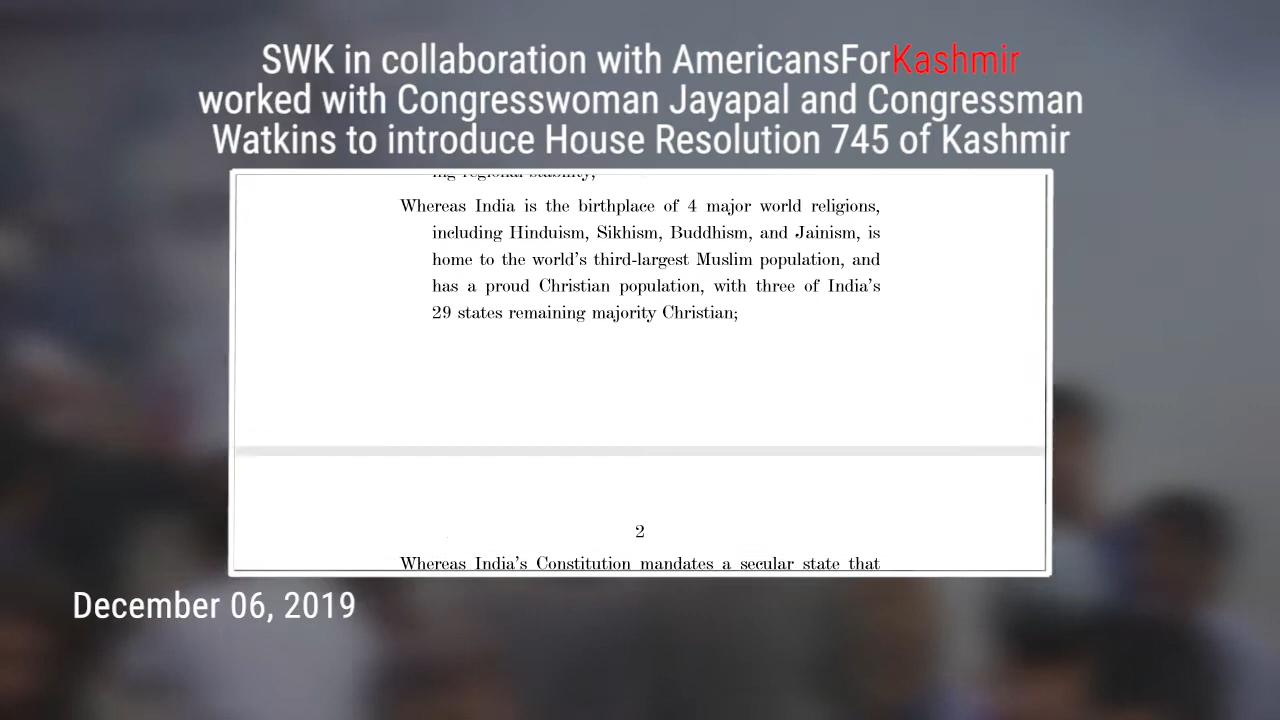 SWK in collaboration with AmericansForKashmir
worked with Congresswoman Jayapal and Congressman
Watkins to introduce House Resolution 745 of Kashmir
ing regional stability;
Whereas India is the birthplace of 4 major world religions,
including Hinduism, Sikhism, Buddhism, and Jainism, is
home to the world's third-largest Muslim population, and
has a proud Christian population, with three of India's
29 states remaining majority Christian;
2
Whereas India's Constitution mandates a secular state that
December 06, 2019